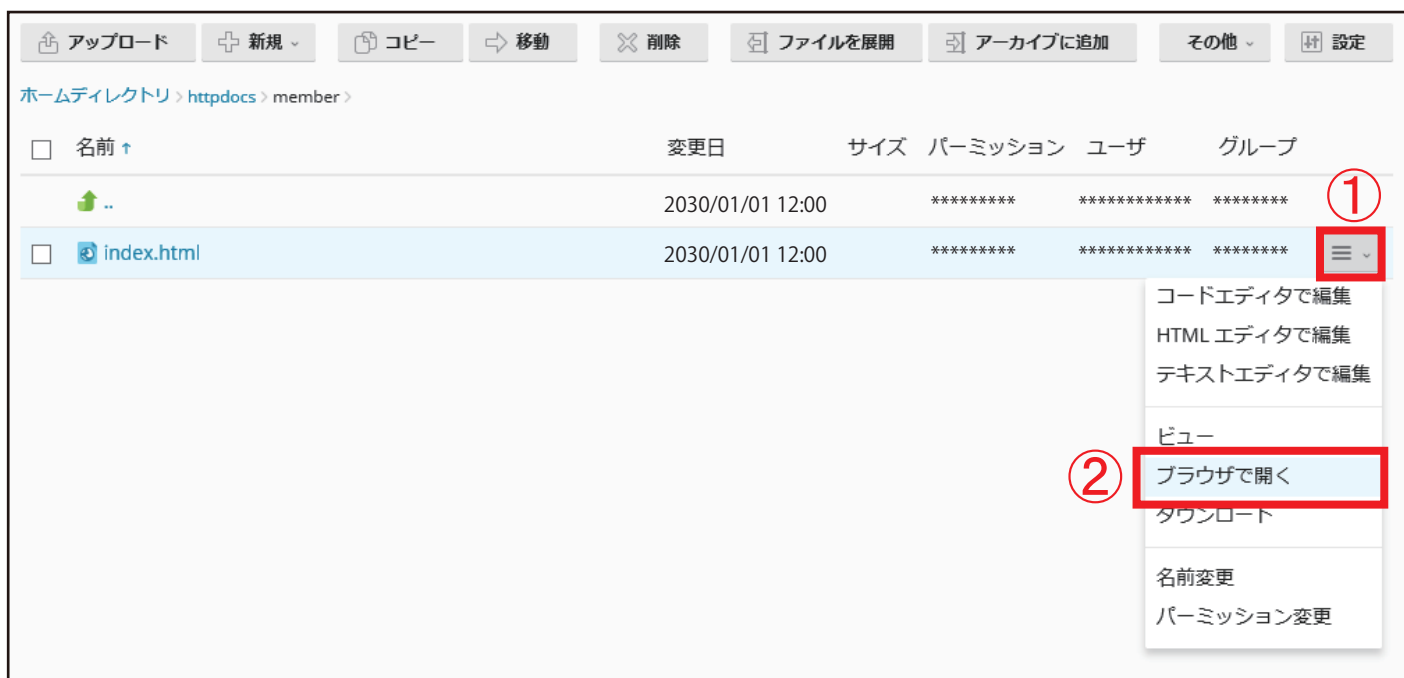 アップロード 新規 コピー 移動 削除 ファイルを展開 アーカイブに追加 その他 設定
ホームディレクトリ > httpdocs > member >
名前 ↑ 変更日 サイズ パーミッション ユーザ グループ
.. 2030/01/01 12:00 ********* ************ ********
①
index.html 2030/01/01 12:00 ********* ************ ********
コードエディタで編集
HTML エディタで編集
テキストエディタで編集
ビュー
② ブラウザで開く
ダウンロード
名前変更
パーミッション変更